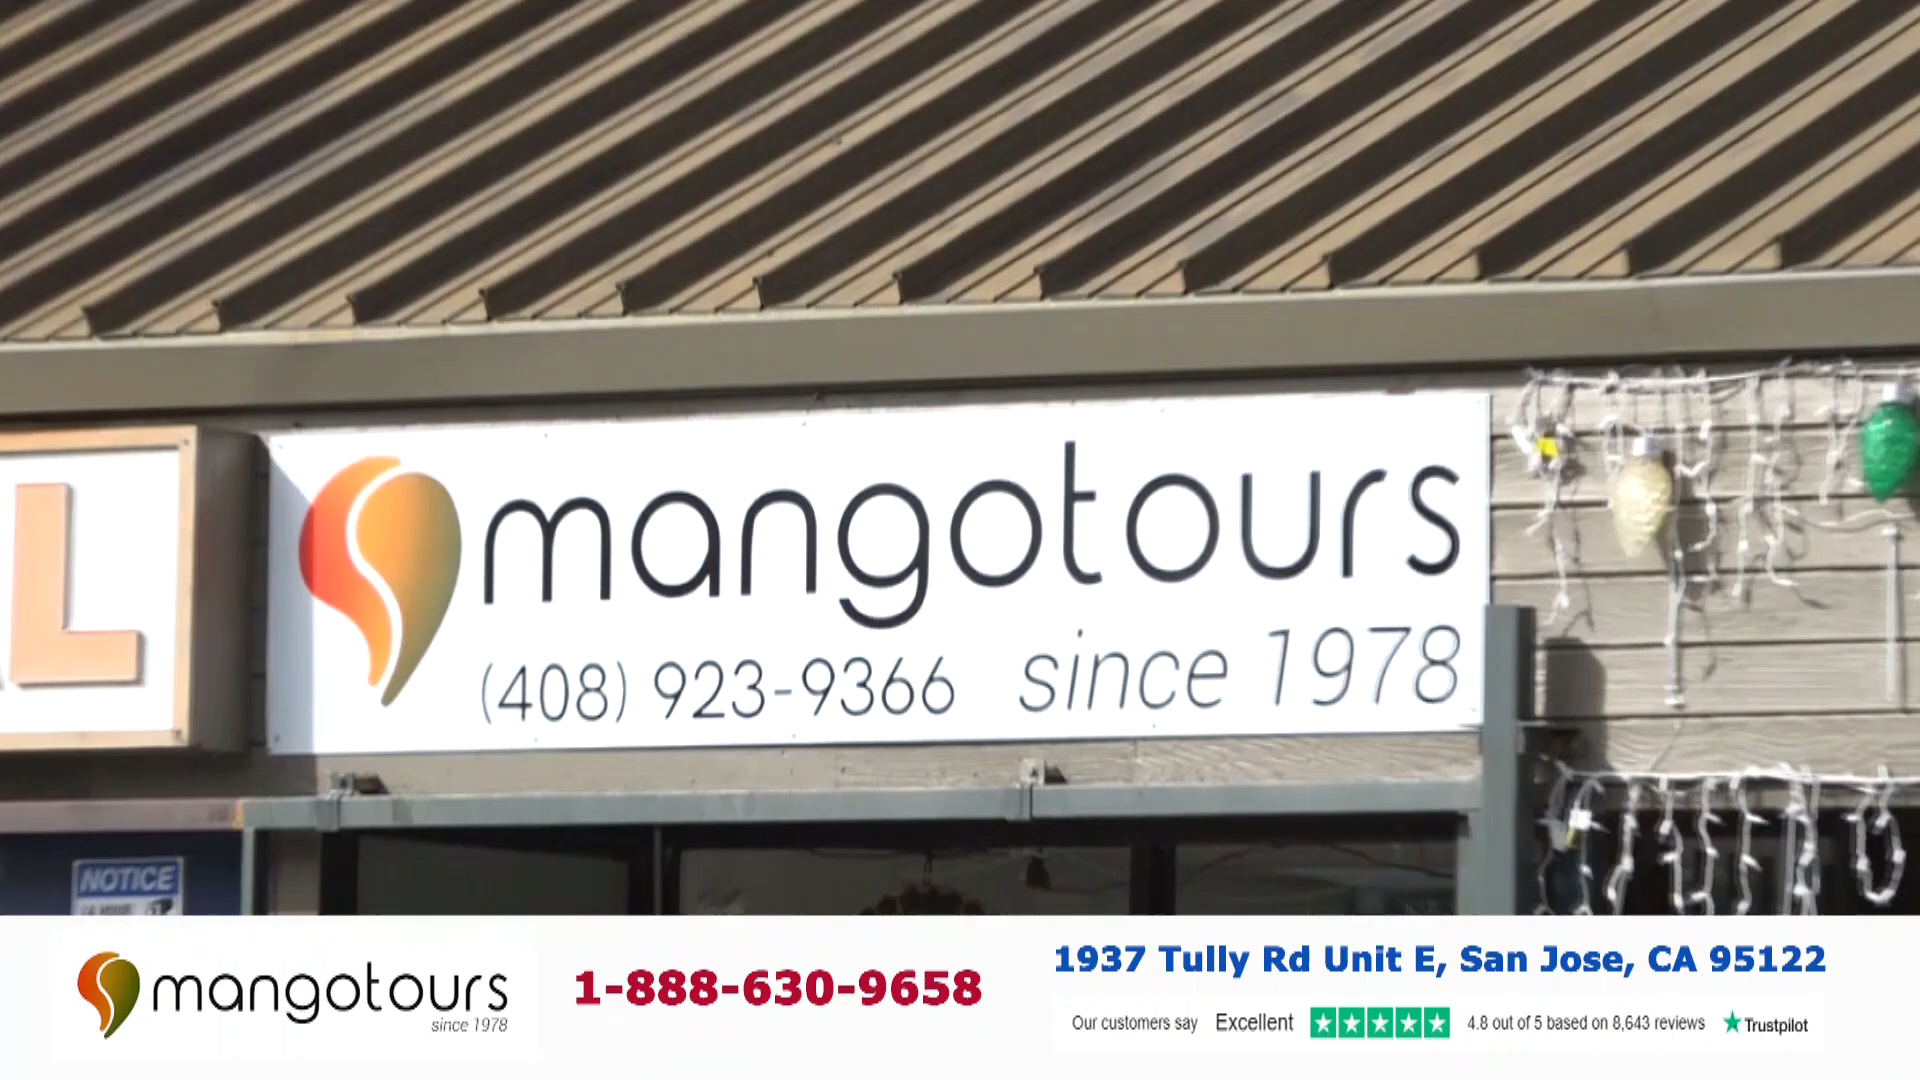 L
mangotours
(408) 923-9366 since 1978
NOTICE
mangotours
since 1978
1-888-630-9658
1937 Tully Rd Unit E, San Jose, CA 95122
Our customers say Excellent 4.8 out of 5 based on 8,643 reviews Trustpilot